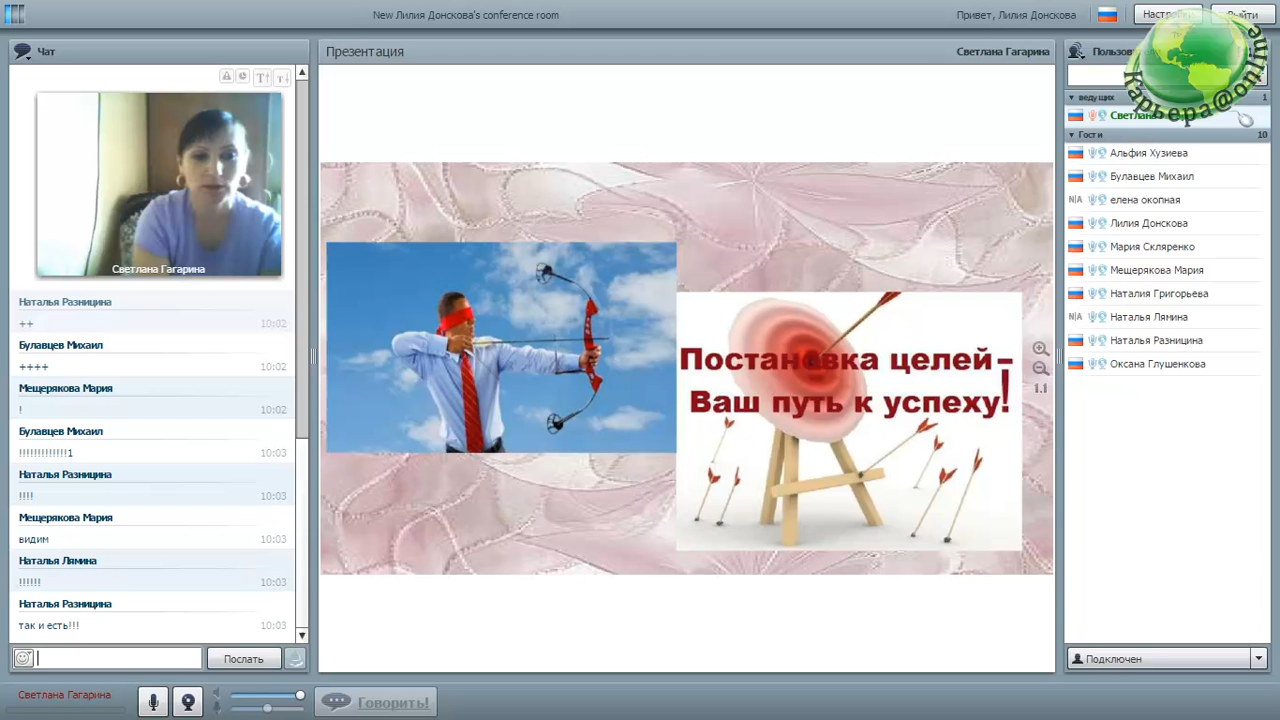 New Лилия Донскова's conference room
Привет, Лилия Донскова
Настройки
Выйти
Карьера@online
Чат
Светлана Гагарина
Наталья Разницина
++
10:02
Булавцев Михаил
++++
10:02
Мещерякова Мария
!
10:02
Булавцев Михаил
!!!!!!!!!!!!!1
10:03
Наталья Разницина
!!!!
10:03
Мещерякова Мария
видим
10:03
Наталья Лямина
!!!!!!
10:03
Наталья Разницина
так и есть!!!
10:03
Послать
Светлана Гагарина
Говорить!
Презентация
Светлана Гагарина
Постановка целей–
Ваш путь к успеху!
1:1
ведущих
1
Гости
10
Альфия Хузиева
Булавцев Михаил
N|A елена окопная
Лилия Донскова
Мария Скляренко
Мещерякова Мария
Наталия Григорьева
N|A Наталья Лямина
Наталья Разницина
Оксана Глушенкова
Подключен